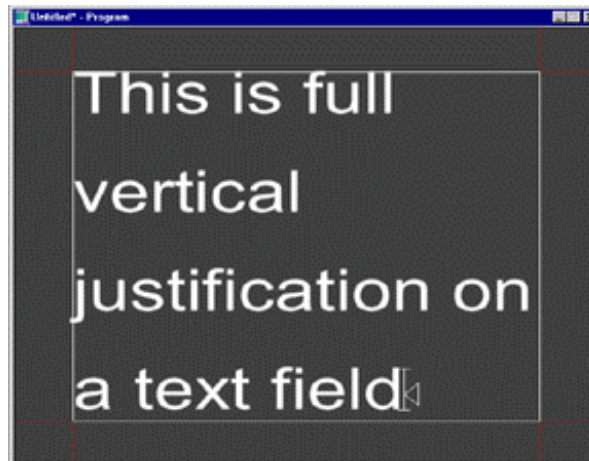 Untitled* - Program
This is full
vertical
justification on
a text field